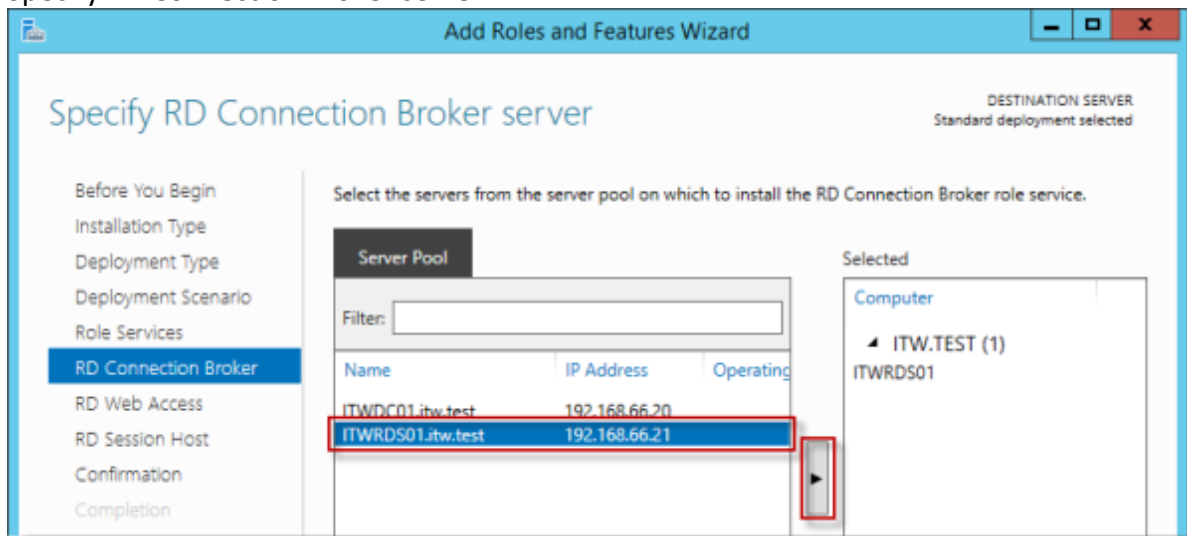 Add Roles and Features Wizard
Specify RD Connection Broker server
DESTINATION SERVER
Standard deployment selected
Before You Begin
Installation Type
Deployment Type
Deployment Scenario
Role Services
RD Connection Broker
RD Web Access
RD Session Host
Confirmation
Completion
Select the servers from the server pool on which to install the RD Connection Broker role service.
Server Pool
Filter:
Name IP Address Operating
ITWDC01.itw.test 192.168.66.20
ITWRDS01.itw.test 192.168.66.21
Selected
Computer
ITW.TEST (1)
ITWRDS01